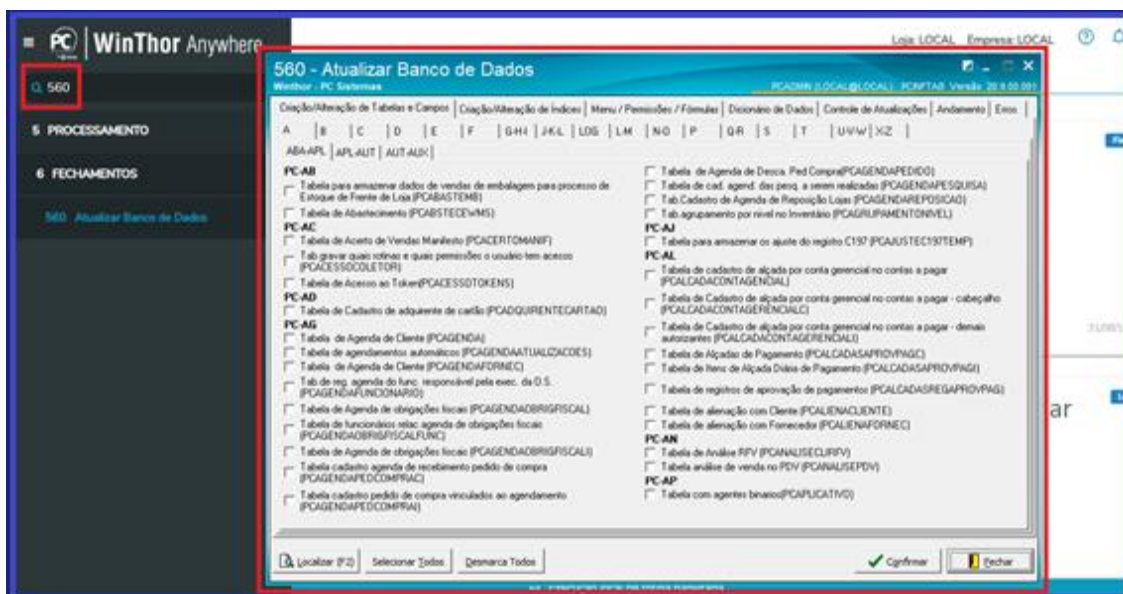 PC | WinThor Anywhere
Loja: LOCAL Empresa: LOCAL
560
5 PROCESSAMENTO
6 FECHAMENTOS
560 Atualizar Banco de Dados
560 - Atualizar Banco de Dados
Winthor - PC Sistemas
PCADMIN (LOCAL@LOCAL) PCINFTAB Versão
Criação/Alteração de Tabelas e Campos | Criação/Alteração de Índices | Menu / Permissões / Fórmulas | Dicionário de Dados | Controle de Atualizações | Andamento | Erros
A B C D E F G-H-I J-K-L LOG L-M N-O P Q-R S T U-V-W X-Z
ABA-APL APL-AUT AUT-AUX
PC-AB
Tabela para armazenar dados de vendas de embalagem para processo de
Estoque de Frente de Loja (PCABASTEMB)
Tabela de Abastecimento (PCABSTECEWMS)
PC-AC
Tabela de Acerto de Vendas Manifesto (PCACERTOMANIF)
Tab gravar quais rotinas e quais permissões o usuário tem acesso
(PCACESSOCOLETOR)
Tabela de Acesso ao Token(PCACESSOTOKENS)
PC-AD
Tabela de Cadastro de adquirente de cartão (PCADQUIRENTECARTAO)
PC-AG
Tabela de Agenda de Cliente (PCAGENDA)
Tabela de agendamentos automáticos (PCAGENDAATUALIZACOES)
Tabela de Agenda de Cliente (PCAGENDAFORNEC)
Tab.de reg. agenda do func. responsável pela exec. da O.S.
(PCAGENDAFUNCIONARIO)
Tabela de Agenda de obrigações fiscais (PCAGENDAOBRIGFISCAL)
Tabela de funcionários relac.agenda de obrigações fiscais
(PCAGENDAOBRIGFISCALFUNC)
Tabela de Agenda de obrigações fiscais (PCAGENDAOBRIGFISCALI)
Tabela cadastro agenda de recebimento pedido de compra
(PCAGENDAPEDCOMPRAC)
Tabela cadastro pedido de compra vinculados ao agendamento
(PCAGENDAPEDCOMPRAI)
Tabela de Agenda de Desca. Ped Compra(PCAGENDAPEDIDO)
Tabela de cad. agend. das pesq. a serem realizadas (PCAGENDAPESQUISA)
Tab.Cadastro de Agenda de Reposição Lojas (PCAGENDAREPOSICAO)
Tab.agrupamento por nivel no Inventário (PCAGRUPAMENTONIVEL)
PC-AJ
Tabela para armazenar os ajuste do registro C197 (PCAJUSTEC197TEMP)
PC-AL
Tabela de cadastro de alçada por conta gerencial no contas a pagar
(PCALCADACONTAGENCIAL)
Tabela de Cadastro de alçada por conta gerencial no contas a pagar - cabeçalho
(PCALCADACONTAGERENCIALC)
Tabela de Cadastro de alçada por conta gerencial no contas a pagar - demais
autorizantes (PCALCADACONTAGERENCIALI)
Tabela de Alçadas de Pagamento (PCALCADASAPROVPAGC)
Tabela de Itens de Alçada Diária de Pagamento (PCALCADASAPROVPAGI)
Tabela de registros de aprovação de pagamentos (PCALCADASREGAPROVPAG)
Tabela de alienação com Cliente (PCALIENACLIENTE)
Tabela de alienação com Fornecedor (PCALIENAFORNEC)
PC-AN
Tabela de Análise RFV (PCANALISECLIRFV)
Tabela análise de venda no PDV (PCANALISEPDV)
PC-AP
Tabela com agentes binarios(PCAPLICATIVO)
ar
Localizar (F2) Selecionar Todos Desmarca Todos Confirmar Fechar